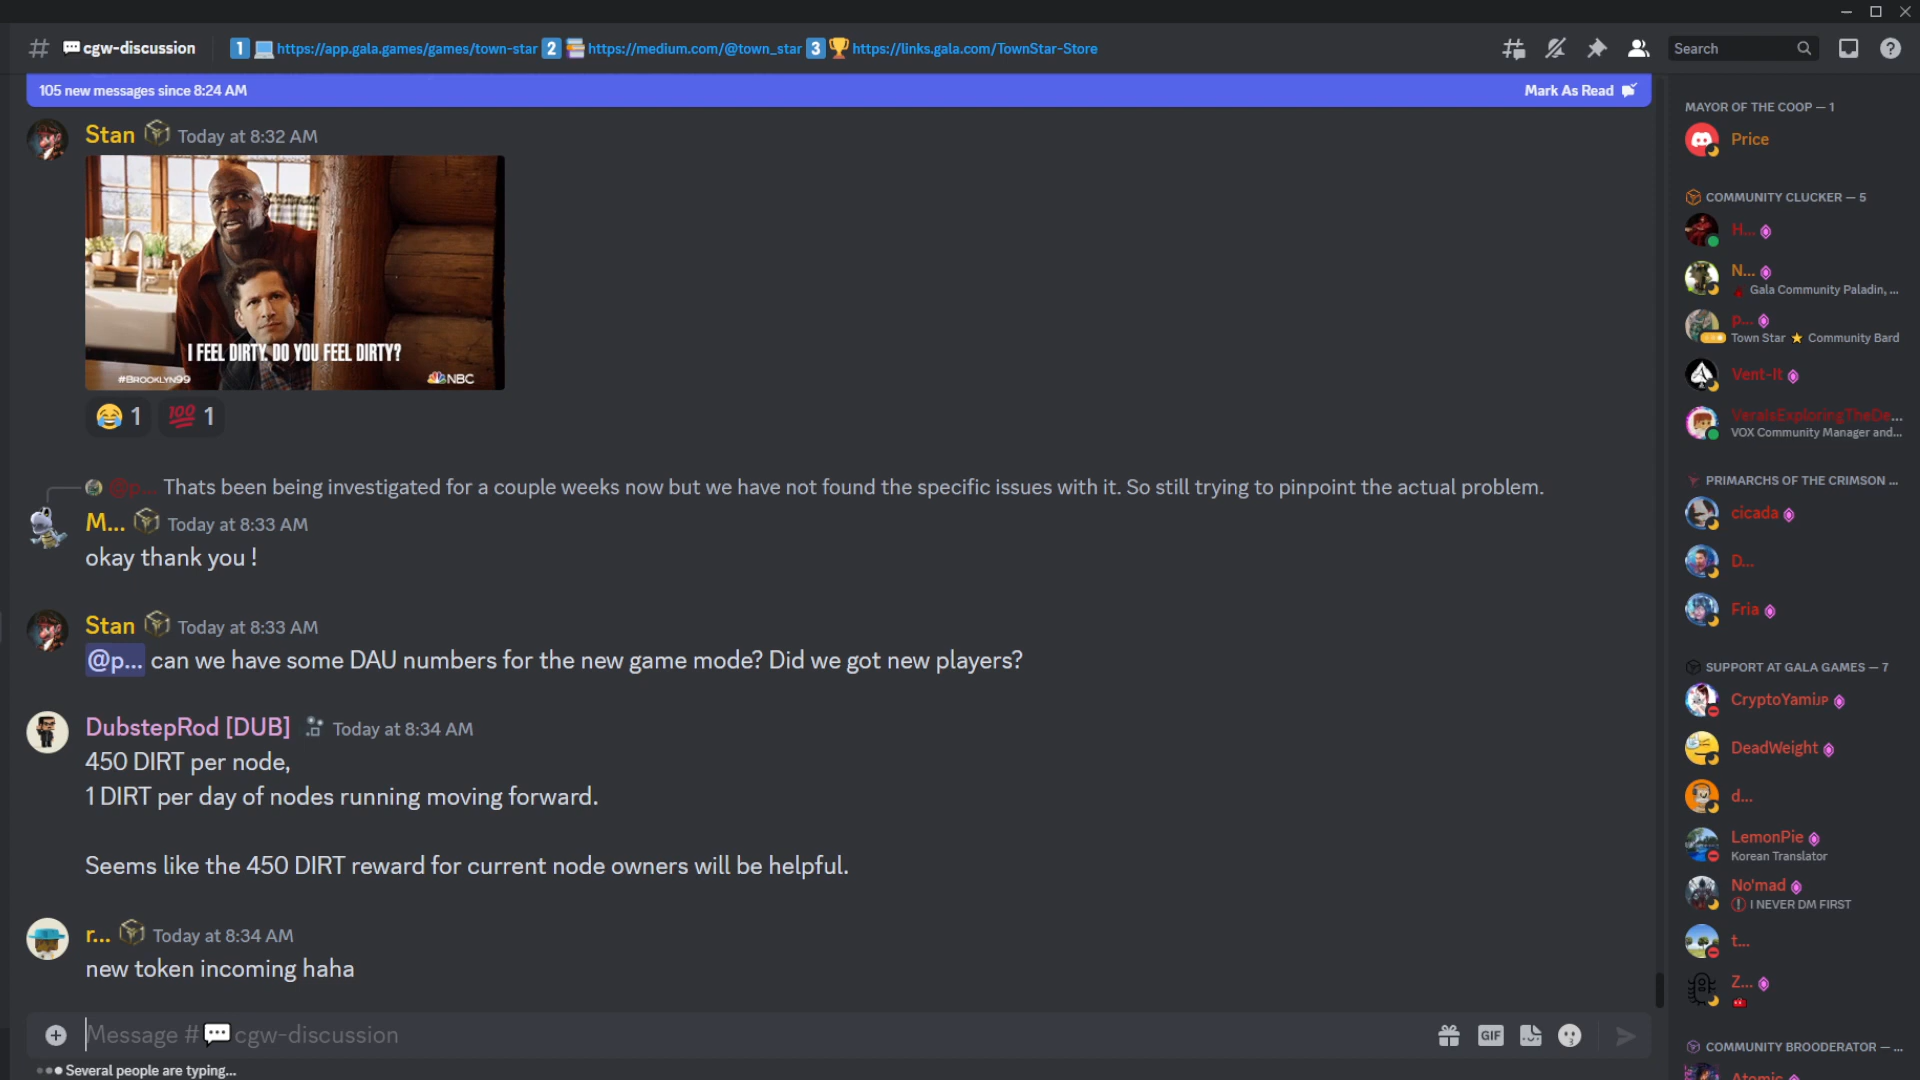 cgw-discussion
1 https://app.gala.games/games/town-star 2 https://medium.com/@town_star 3 https://links.gala.com/TownStar-Store
Search
105 new messages since 8:24 AM
Mark As Read
Stan Today at 8:32 AM
I FEEL DIRTY. DO YOU FEEL DIRTY?
#BROOKLYN99
NBC
😂 1 💯 1
@p... Thats been being investigated for a couple weeks now but we have not found the specific issues with it. So still trying to pinpoint the actual problem.
M... Today at 8:33 AM
okay thank you !
Stan Today at 8:33 AM
@p... can we have some DAU numbers for the new game mode? Did we got new players?
DubstepRod [DUB] Today at 8:34 AM
450 DIRT per node,
1 DIRT per day of nodes running moving forward.
Seems like the 450 DIRT reward for current node owners will be helpful.
r... Today at 8:34 AM
new token incoming haha
Message # cgw-discussion
GIF
Several people are typing...
MAYOR OF THE COOP — 1
Price
COMMUNITY CLUCKER — 5
H...
N...
Gala Community Paladin, ...
p...
Town Star ⭐ Community Bard
Vent-It
VeraIsExploringTheDe...
VOX Community Manager and...
PRIMARCHS OF THE CRIMSON ...
cicada
D...
Fria
SUPPORT AT GALA GAMES — 7
CryptoYamiJP
DeadWeight
d...
LemonPie
Korean Translator
No'mad
I NEVER DM FIRST
t...
Z...
COMMUNITY BROODERATOR — ...
Atomic